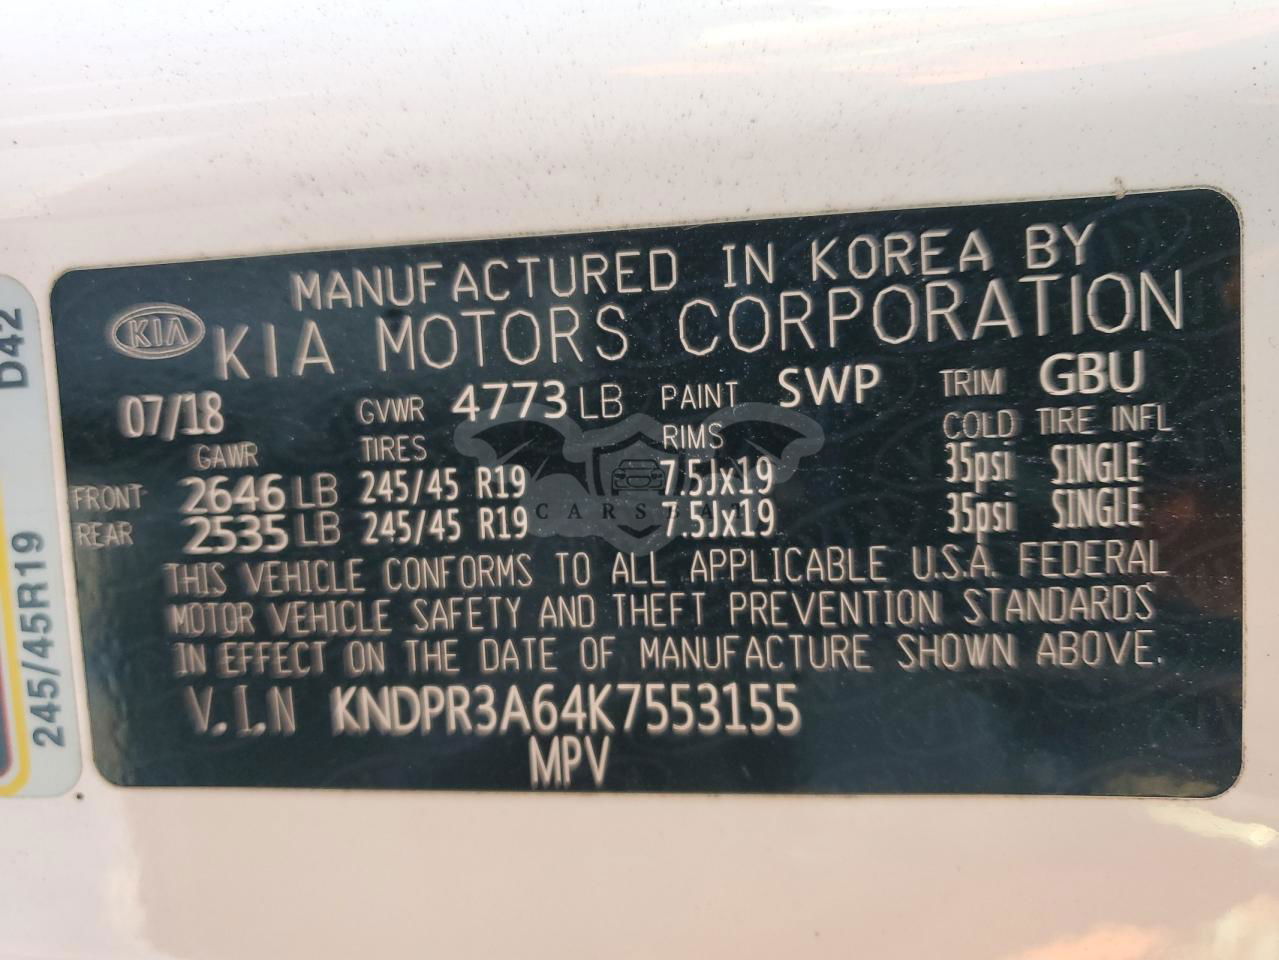 MANUFACTURED IN KOREA BY
KIA KIA MOTORS CORPORATION
07/18 GVWR 4773 LB PAINT SWP TRIM GBU
GAWR TIRES RIMS COLD TIRE INFL
FRONT 2646 LB 245/45 R19 7.5Jx19 35psi SINGLE
REAR 2535 LB 245/45 R19 7.5Jx19 35psi SINGLE
THIS VEHICLE CONFORMS TO ALL APPLICABLE U.S.A. FEDERAL
MOTOR VEHICLE SAFETY AND THEFT PREVENTION STANDARDS
IN EFFECT ON THE DATE OF MANUFACTURE SHOWN ABOVE.
V.I.N KNDPR3A64K7553155
MPV
245/45R19 D42